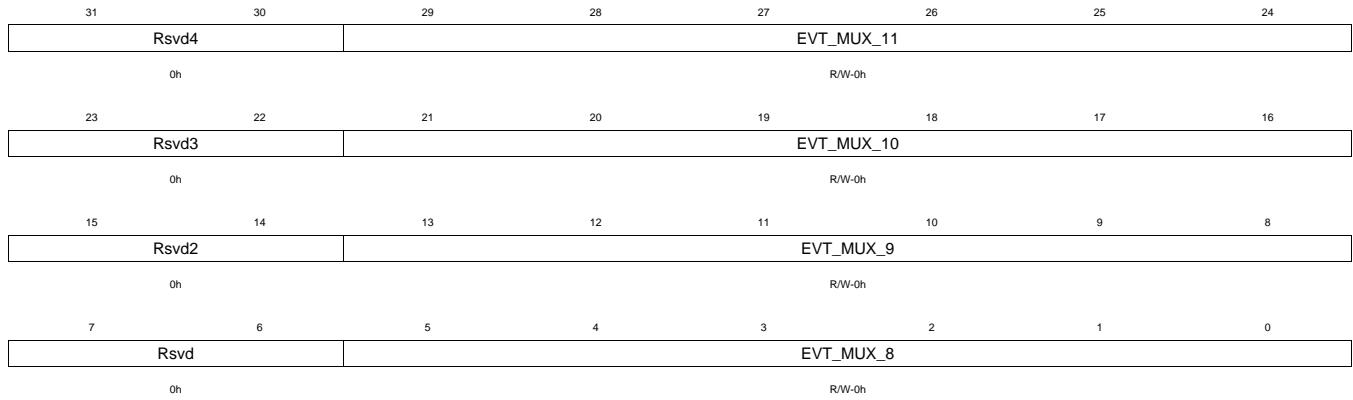 31 30 29 28 27 26 25 24
Rsvd4 EVT_MUX_11
0h R/W-0h
23 22 21 20 19 18 17 16
Rsvd3 EVT_MUX_10
0h R/W-0h
15 14 13 12 11 10 9 8
Rsvd2 EVT_MUX_9
0h R/W-0h
7 6 5 4 3 2 1 0
Rsvd EVT_MUX_8
0h R/W-0h